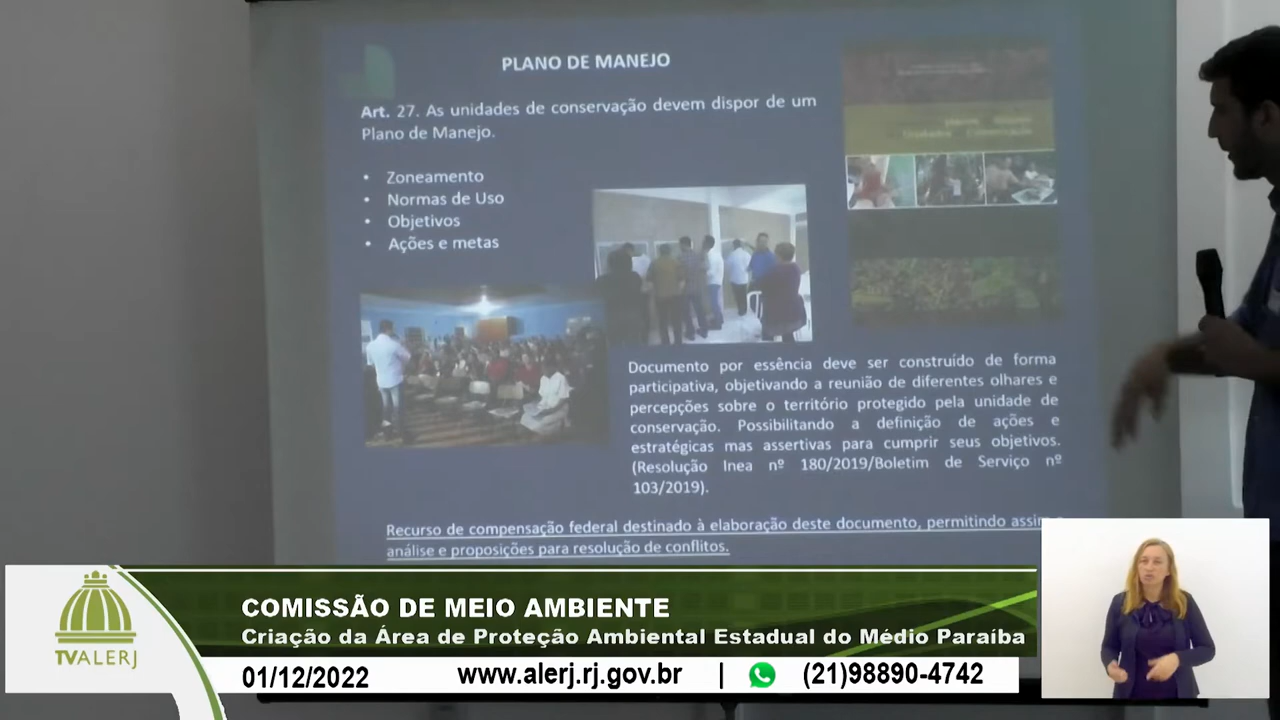 PLANO DE MANEJO
Art. 27. As unidades de conservação devem dispor de um
Plano de Manejo.
• Zoneamento
• Normas de Uso
• Objetivos
• Ações e metas
Documento por essência deve ser construído de forma
participativa, objetivando a reunião de diferentes olhares e
percepções sobre o território protegido pela unidade de
conservação. Possibilitando a definição de ações e
estratégicas mas assertivas para cumprir seus objetivos.
(Resolução Inea nº 180/2019/Boletim de Serviço nº
103/2019).
Recurso de compensação federal destinado à elaboração deste documento, permitindo
análise e proposições para resolução de conflitos.
COMISSÃO DE MEIO AMBIENTE
Criação da Área de Proteção Ambiental Estadual do Médio Paraíba
TVALERJ
01/12/2022 www.alerj.rj.gov.br | (21)98890-4742